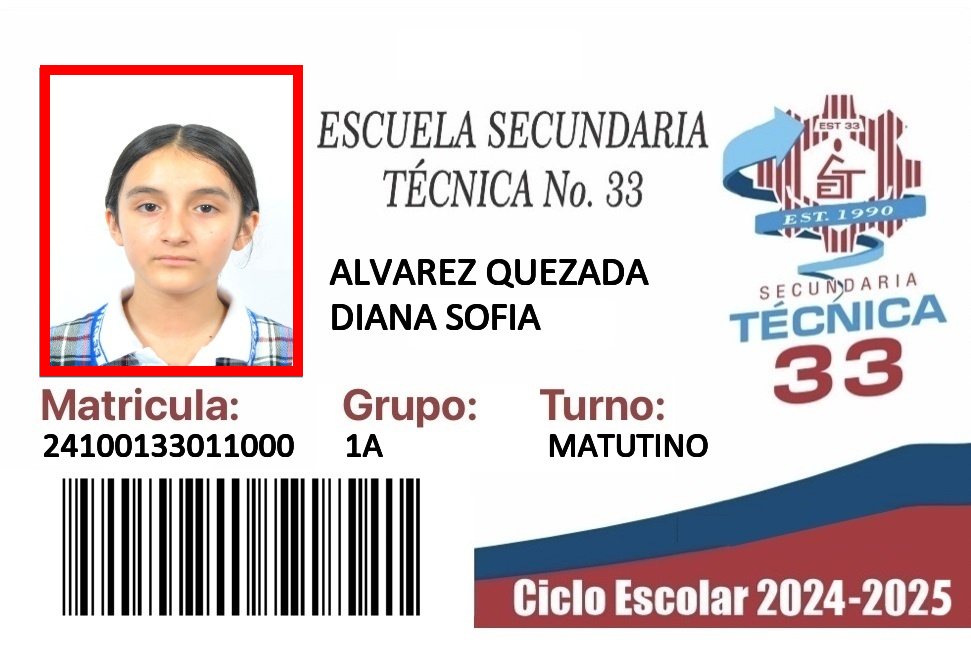 ESCUELA SECUNDARIA
TÉCNICA No. 33
EST 33
EST. 1990
SECUNDARIA
TÉCNICA
33
ALVAREZ QUEZADA
DIANA SOFIA
Matricula: Grupo: Turno:
24100133011000 1A MATUTINO
Ciclo Escolar 2024-2025